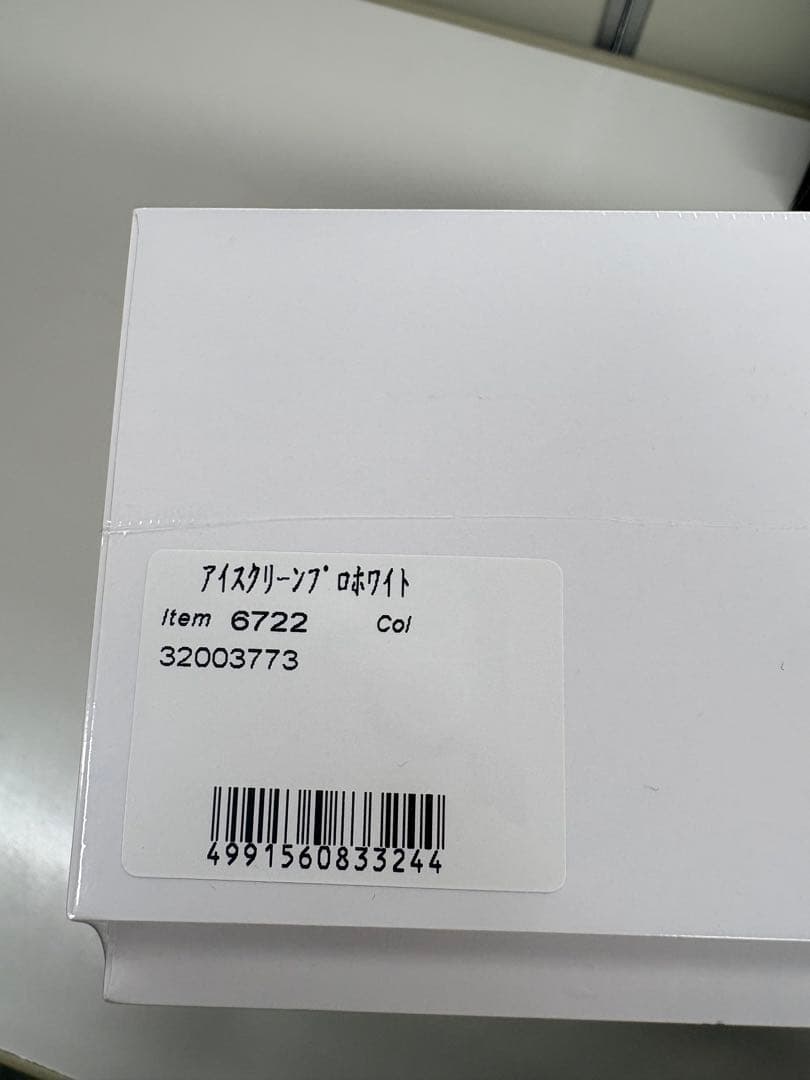 ｱｲｽｸﾘｰﾝﾌﾟﾛﾎﾜｲﾄ
Item 6722 Col
32003773
4991560833244